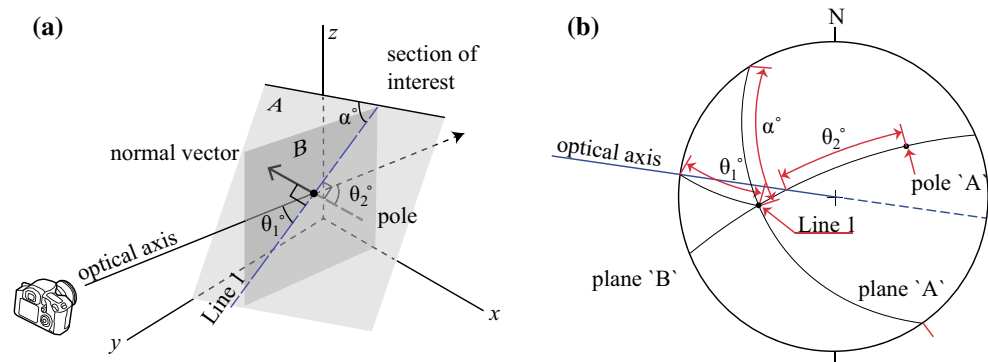 (a)
z
section of
interest
A
α°
B
normal vector
θ₂°
pole
θ₁°
optical axis
Line 1
y
x
(b)
N
α°
θ₂°
optical axis
θ₁°
pole `A`
Line 1
plane `B`
plane `A`